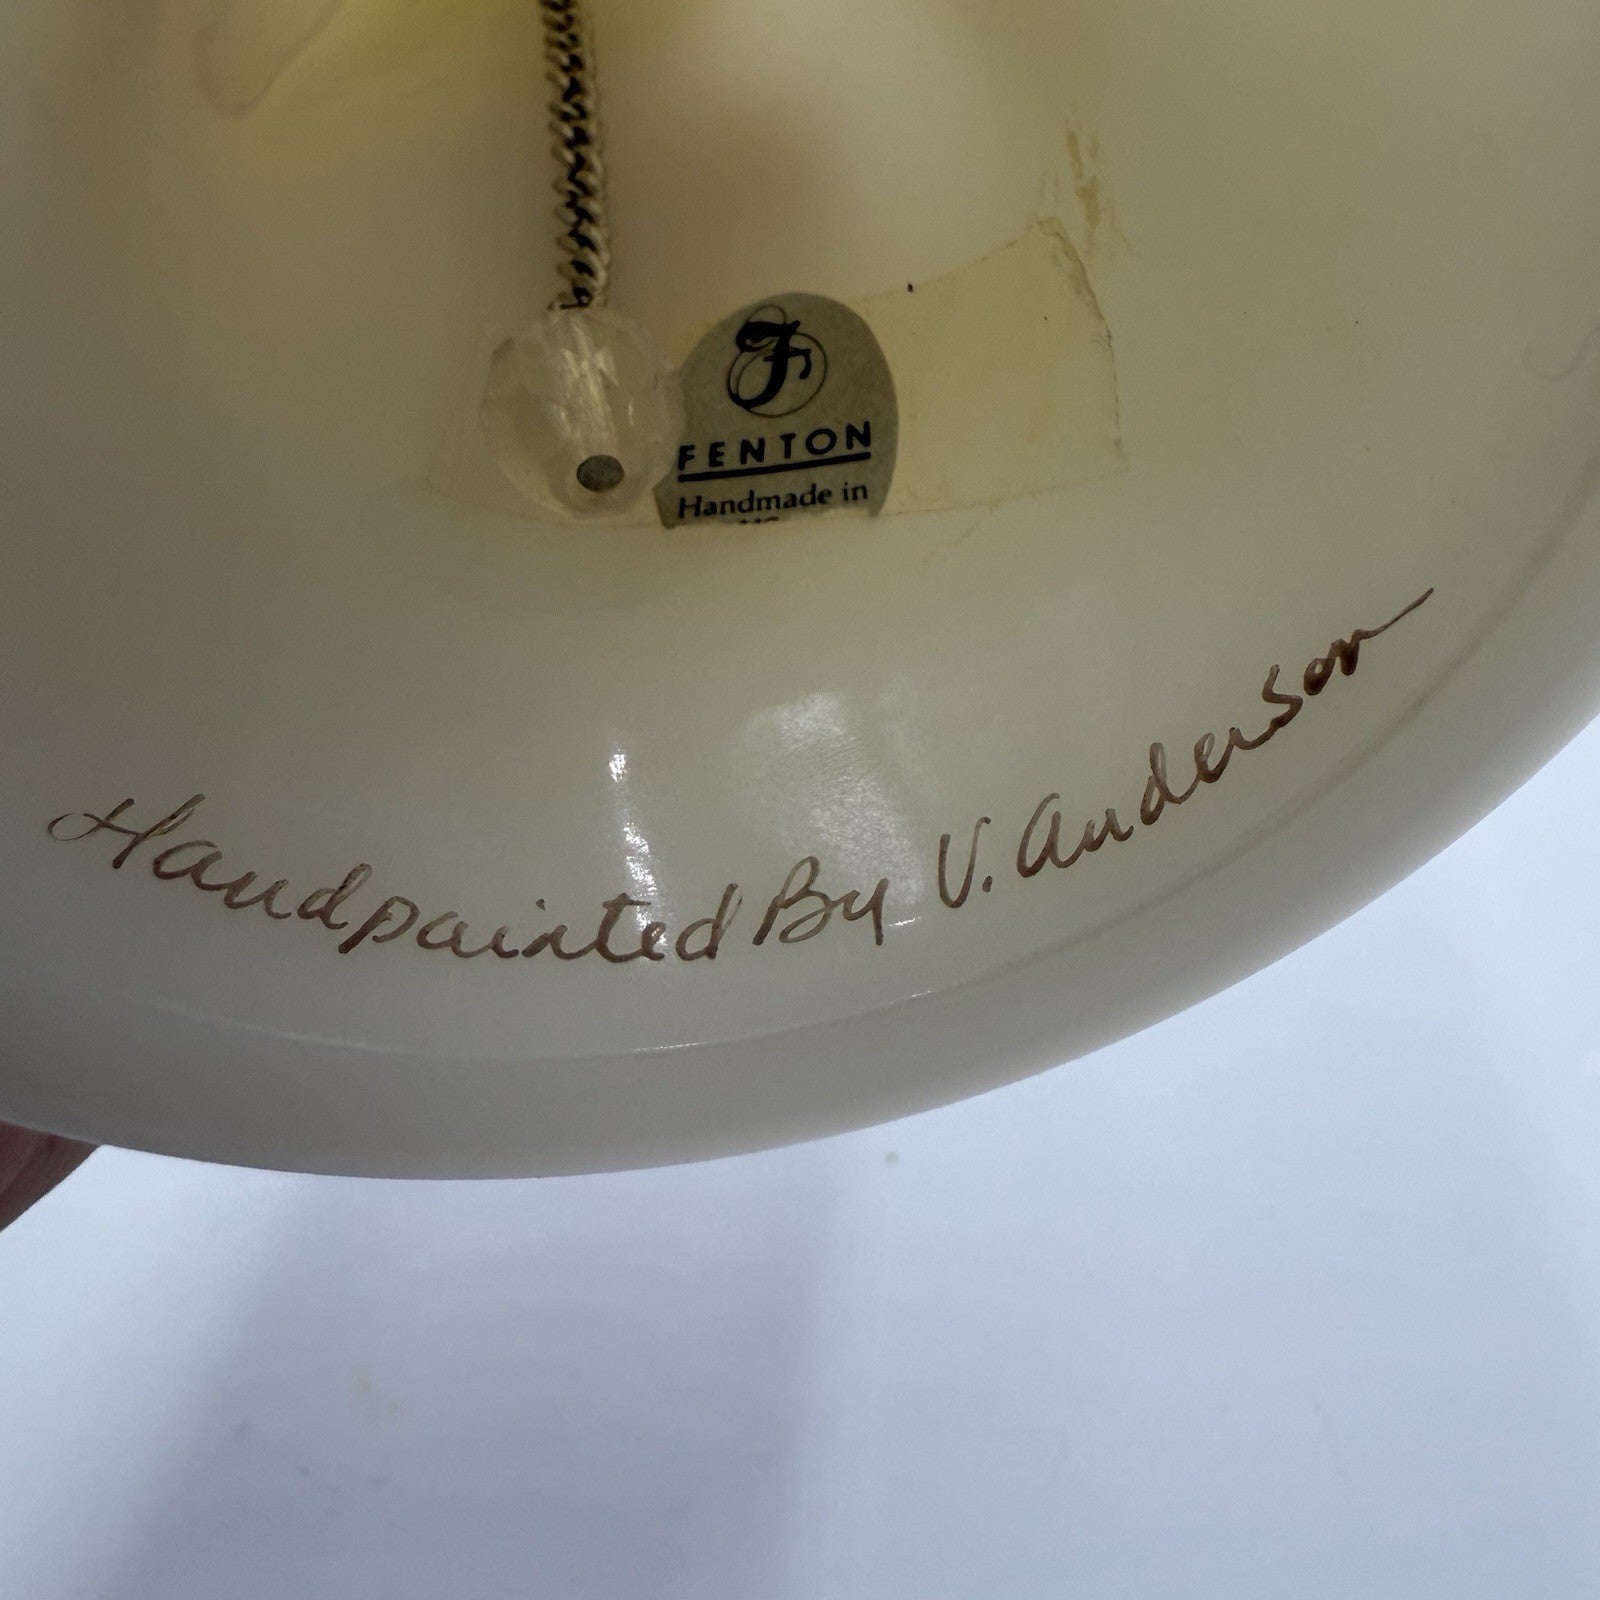 F
FENTON
Handmade in
Handpainted By V. Anderson